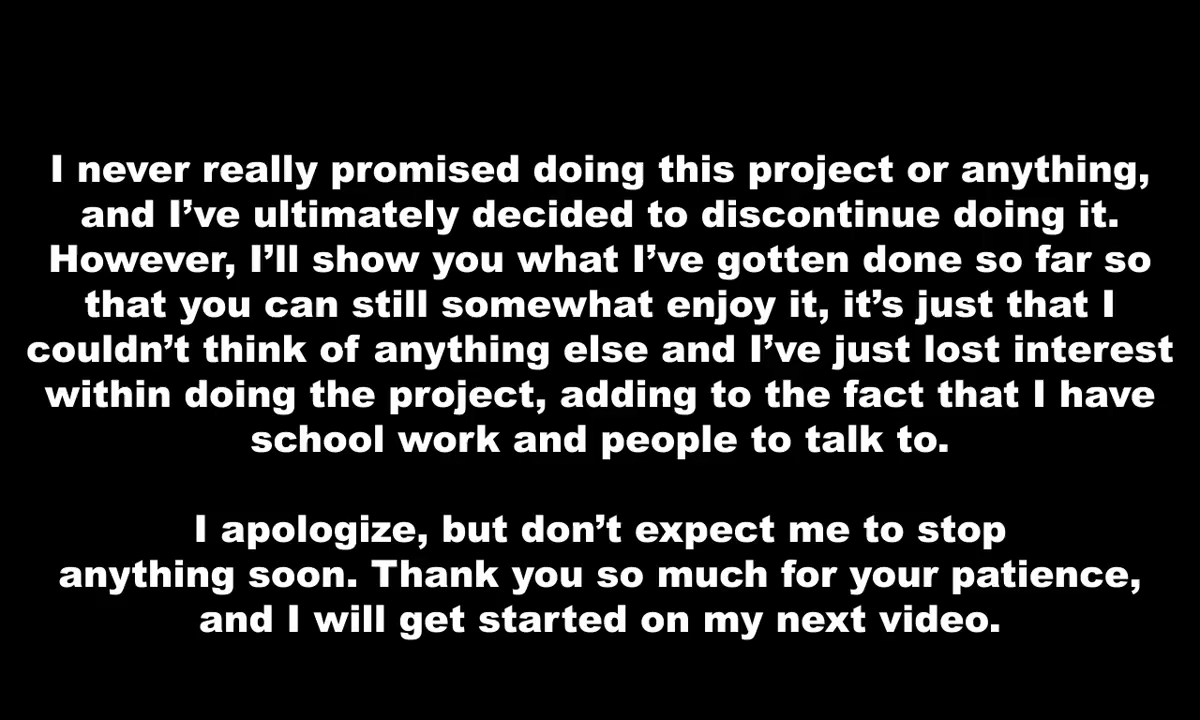 I never really promised doing this project or anything,
and I’ve ultimately decided to discontinue doing it.
However, I’ll show you what I’ve gotten done so far so
that you can still somewhat enjoy it, it’s just that I
couldn’t think of anything else and I’ve just lost interest
within doing the project, adding to the fact that I have
school work and people to talk to.
I apologize, but don’t expect me to stop
anything soon. Thank you so much for your patience,
and I will get started on my next video.